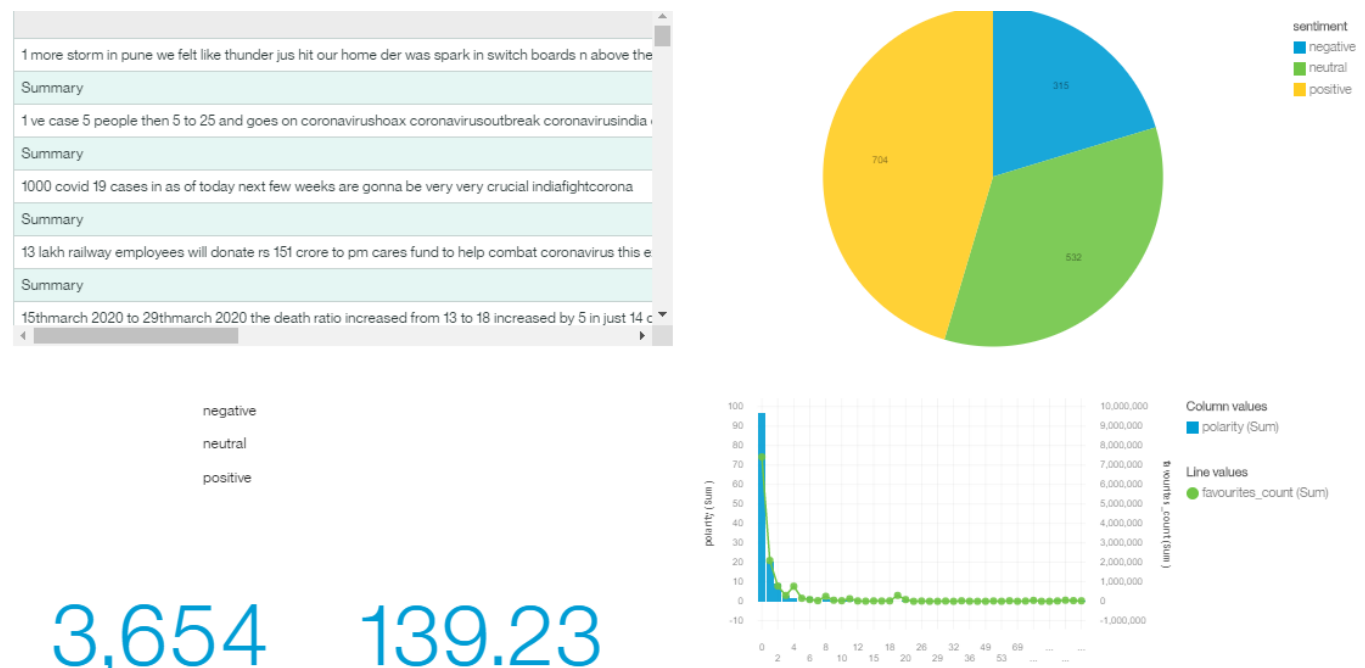 1 more storm in pune we felt like thunder jus hit our home der was spark in switch boards n above the
Summary
1 ve case 5 people then 5 to 25 and goes on coronavirushoax coronavirusoutbreak coronavirusindia
Summary
1000 covid 19 cases in as of today next few weeks are gonna be very very crucial indiafightcorona
Summary
13 lakh railway employees will donate rs 151 crore to pm cares fund to help combat coronavirus this e
Summary
15thmarch 2020 to 29thmarch 2020 the death ratio increased from 13 to 18 increased by 5 in just 14
315
704
532
sentiment
negative
neutral
positive
negative
neutral
positive
3,654
139.23
polarity (Sum)
100
90
80
70
60
50
40
30
20
10
0
-10
10,000,000
9,000,000
8,000,000
7,000,000
6,000,000
5,000,000
4,000,000
3,000,000
2,000,000
1,000,000
0
-1,000,000
favourites_count (Sum)
0 4 8 12 18 26 32 49 69 ... ...
2 6 10 15 20 29 36 53 ... ...
Column values
polarity (Sum)
Line values
favourites_count (Sum)